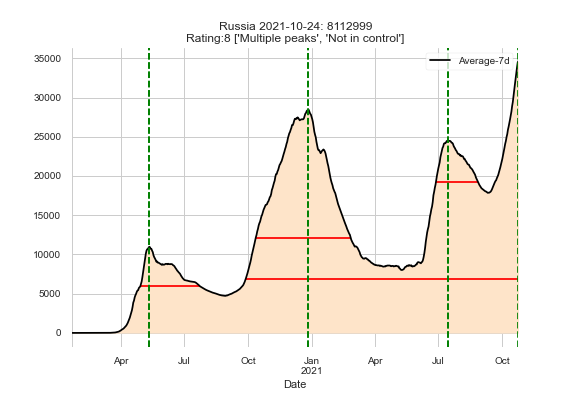 Russia 2021-10-24: 8112999
Rating:8 ['Multiple peaks', 'Not in control']
Average-7d
35000
30000
25000
20000
15000
10000
5000
0
Apr
Jul
Oct
Jan
2021
Apr
Jul
Oct
Date